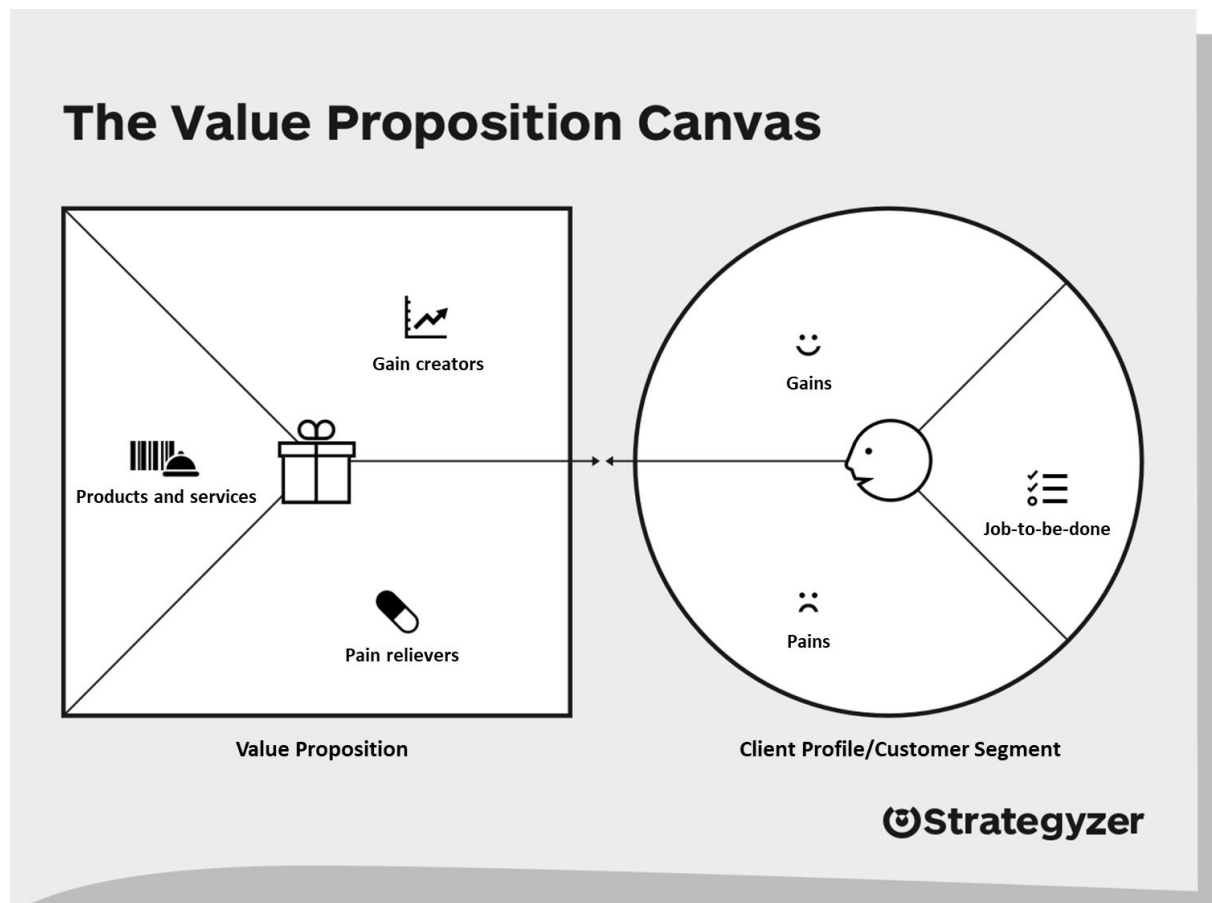 The Value Proposition Canvas
Gain creators
Products and services
Pain relievers
Value Proposition
Gains
Job-to-be-done
Pains
Client Profile/Customer Segment
Strategyzer